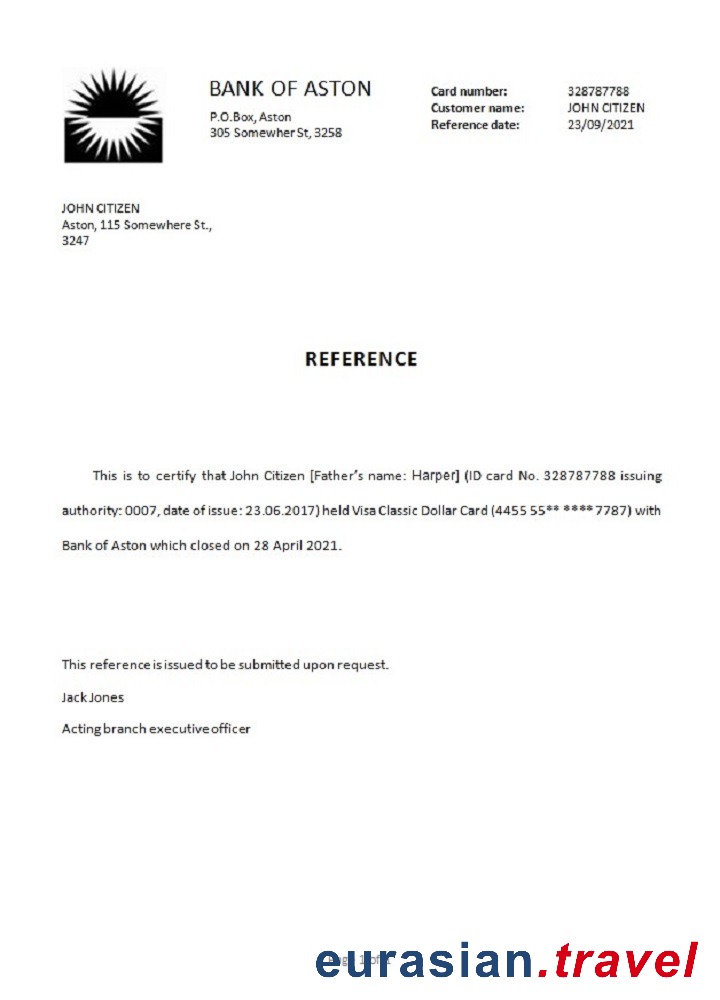 BANK OF ASTON
P.O.Box, Aston
305 Somewher St, 3258
Card number: 328787788
Customer name: JOHN CITIZEN
Reference date: 23/09/2021
JOHN CITIZEN
Aston, 115 Somewhere St.,
3247
REFERENCE
This is to certify that John Citizen [Father's name: Harper] (ID card No. 328787788 issuing
authority: 0007, date of issue: 23.06.2017) held Visa Classic Dollar Card (4455 55** **** 7787) with
Bank of Aston which closed on 28 April 2021.
This reference is issued to be submitted upon request.
Jack Jones
Acting branch executive officer
eurasian.travel